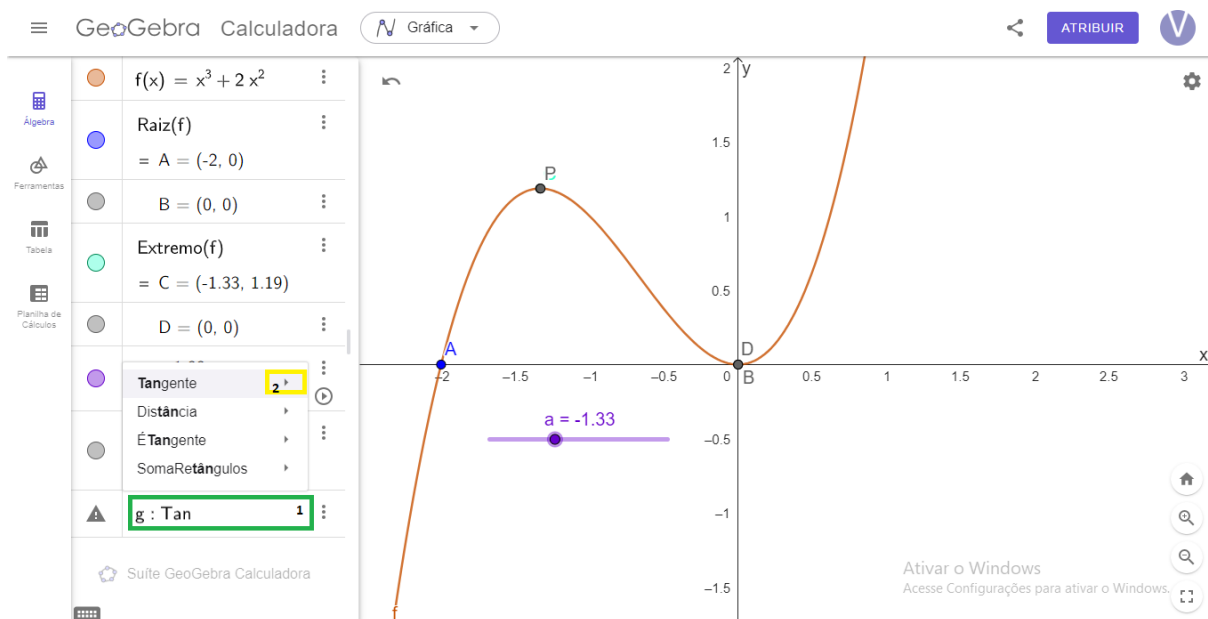 GeoGebra Calculadora
Gráfica
ATRIBUIR
V
Álgebra
Ferramentas
Tabela
Planilha de
Cálculos
f(x) = x³ + 2 x²
Raiz(f)
= A = (-2, 0)
B = (0, 0)
Extremo(f)
= C = (-1.33, 1.19)
D = (0, 0)
Tangente
2
Distância
ÉTangente
SomaRetângulos
g : Tan
1
Suíte GeoGebra Calculadora
y
2
1.5
1
0.5
0
−0.5
−1
−1.5
P
A
D
B
x
−2
−1.5
−1
−0.5
0.5
1
1.5
2
2.5
3
a = -1.33
f
Ativar o Windows
Acesse Configurações para ativar o Windows.